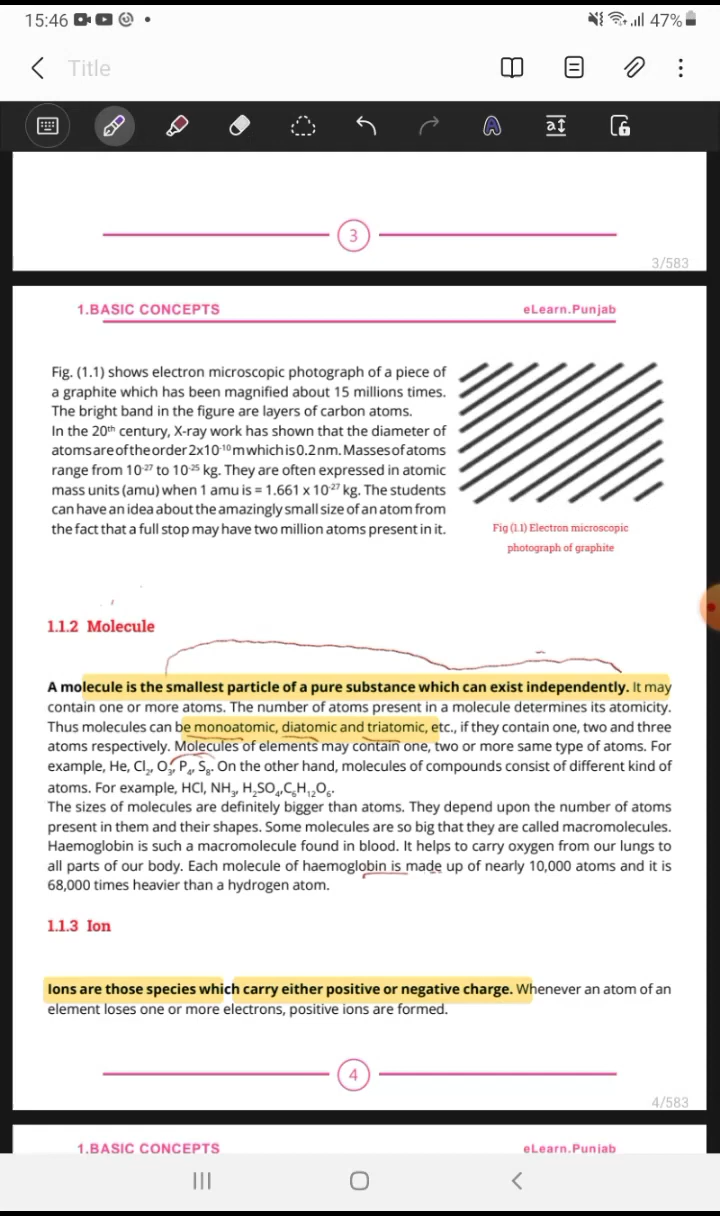 15:46
47%
Title
3
3/583
1.BASIC CONCEPTS
eLearn.Punjab
Fig. (1.1) shows electron microscopic photograph of a piece of
a graphite which has been magnified about 15 millions times.
The bright band in the figure are layers of carbon atoms.
In the 20th century, X-ray work has shown that the diameter of
atoms are of the order 2x10-10 m which is 0.2 nm. Masses of atoms
range from 10-27 to 10-25 kg. They are often expressed in atomic
mass units (amu) when 1 amu is = 1.661 x 10-27 kg. The students
can have an idea about the amazingly small size of an atom from
the fact that a full stop may have two million atoms present in it.
Fig (1.1) Electron microscopic
photograph of graphite
1.1.2 Molecule
A molecule is the smallest particle of a pure substance which can exist independently. It may
contain one or more atoms. The number of atoms present in a molecule determines its atomicity.
Thus molecules can be monoatomic, diatomic and triatomic, etc., if they contain one, two and three
atoms respectively. Molecules of elements may contain one, two or more same type of atoms. For
example, He, Cl2, O3, P4, S8. On the other hand, molecules of compounds consist of different kind of
atoms. For example, HCl, NH3, H2SO4,C6H12O6.
The sizes of molecules are definitely bigger than atoms. They depend upon the number of atoms
present in them and their shapes. Some molecules are so big that they are called macromolecules.
Haemoglobin is such a macromolecule found in blood. It helps to carry oxygen from our lungs to
all parts of our body. Each molecule of haemoglobin is made up of nearly 10,000 atoms and it is
68,000 times heavier than a hydrogen atom.
1.1.3 Ion
Ions are those species which carry either positive or negative charge. Whenever an atom of an
element loses one or more electrons, positive ions are formed.
4
4/583
1.BASIC CONCEPTS
eLearn.Punjab